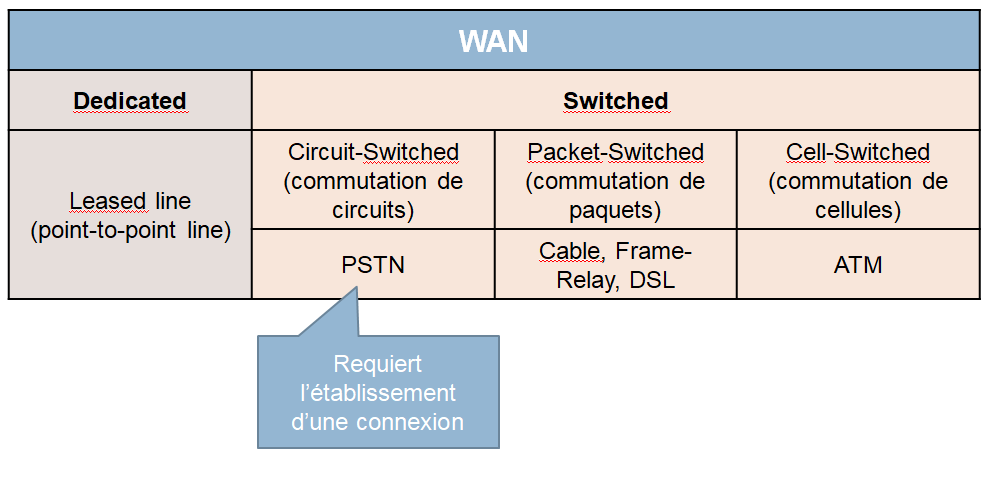 WAN
Dedicated
Switched
Leased line
(point-to-point line)
Circuit-Switched
(commutation de
circuits)
Packet-Switched
(commutation de
paquets)
Cell-Switched
(commutation de
cellules)
PSTN
Cable, Frame-
Relay, DSL
ATM
Requiert
l’établissement
d’une connexion